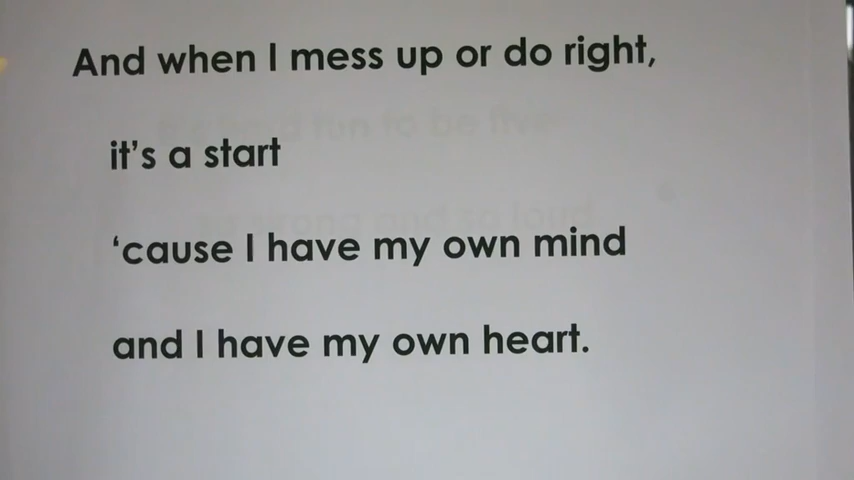 And when I mess up or do right,
it's a start
‘cause I have my own mind
and I have my own heart.